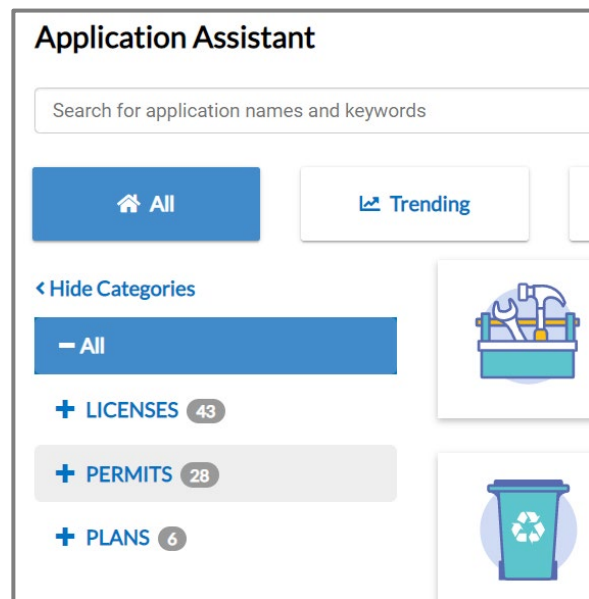 Application Assistant
Search for application names and keywords
All
Trending
Hide Categories
All
LICENSES 43
PERMITS 28
PLANS 6